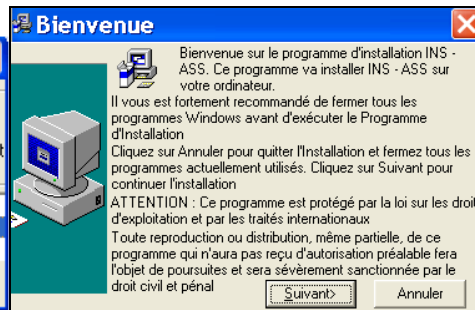 Bienvenue
Bienvenue sur le programme d'installation INS -
ASS. Ce programme va installer INS - ASS sur
votre ordinateur.
Il vous est fortement recommandé de fermer tous les
programmes Windows avant d'exécuter le Programme
d'Installation
Cliquez sur Annuler pour quitter l'Installation et fermez tous les
programmes actuellement utilisés. Cliquez sur Suivant pour
continuer l'installation
ATTENTION : Ce programme est protégé par la loi sur les droit
d'exploitation et par les traités internationaux
Toute reproduction ou distribution, même partielle, de ce
programme qui n'aura pas reçu d'autorisation préalable fera
l'objet de poursuites et sera sévèrement sanctionnée par le
droit civil et pénal
Suivant>
Annuler